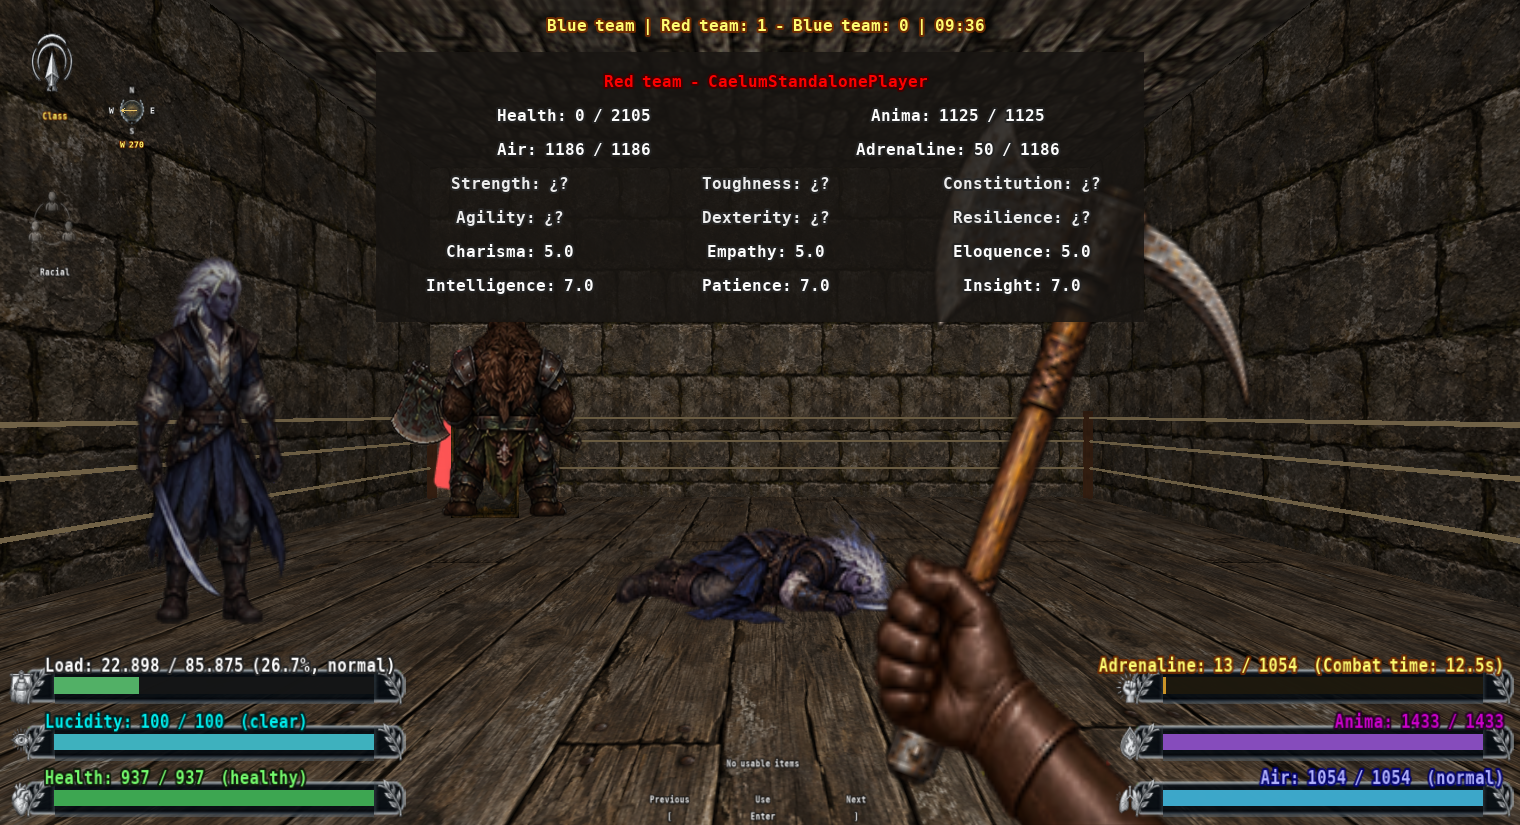 Blue team | Red team: 1 - Blue team: 0 | 09:36
Red team - CaelumStandalonePlayer
Health: 0 / 2105 Anima: 1125 / 1125
Air: 1186 / 1186 Adrenaline: 50 / 1186
Strength: ¿? Toughness: ¿? Constitution: ¿?
Agility: ¿? Dexterity: ¿? Resilience: ¿?
Charisma: 5.0 Empathy: 5.0 Eloquence: 5.0
Intelligence: 7.0 Patience: 7.0 Insight: 7.0
Class
N
W E
S
W 270
Racial
Load: 22.898 / 85.875 (26.7%, normal)
Lucidity: 100 / 100 (clear)
Health: 937 / 937 (healthy)
Adrenaline: 13 / 1054 (Combat time: 12.5s)
Anima: 1433 / 1433
Air: 1054 / 1054 (normal)
No usable items
Previous Use Next
[ Enter ]